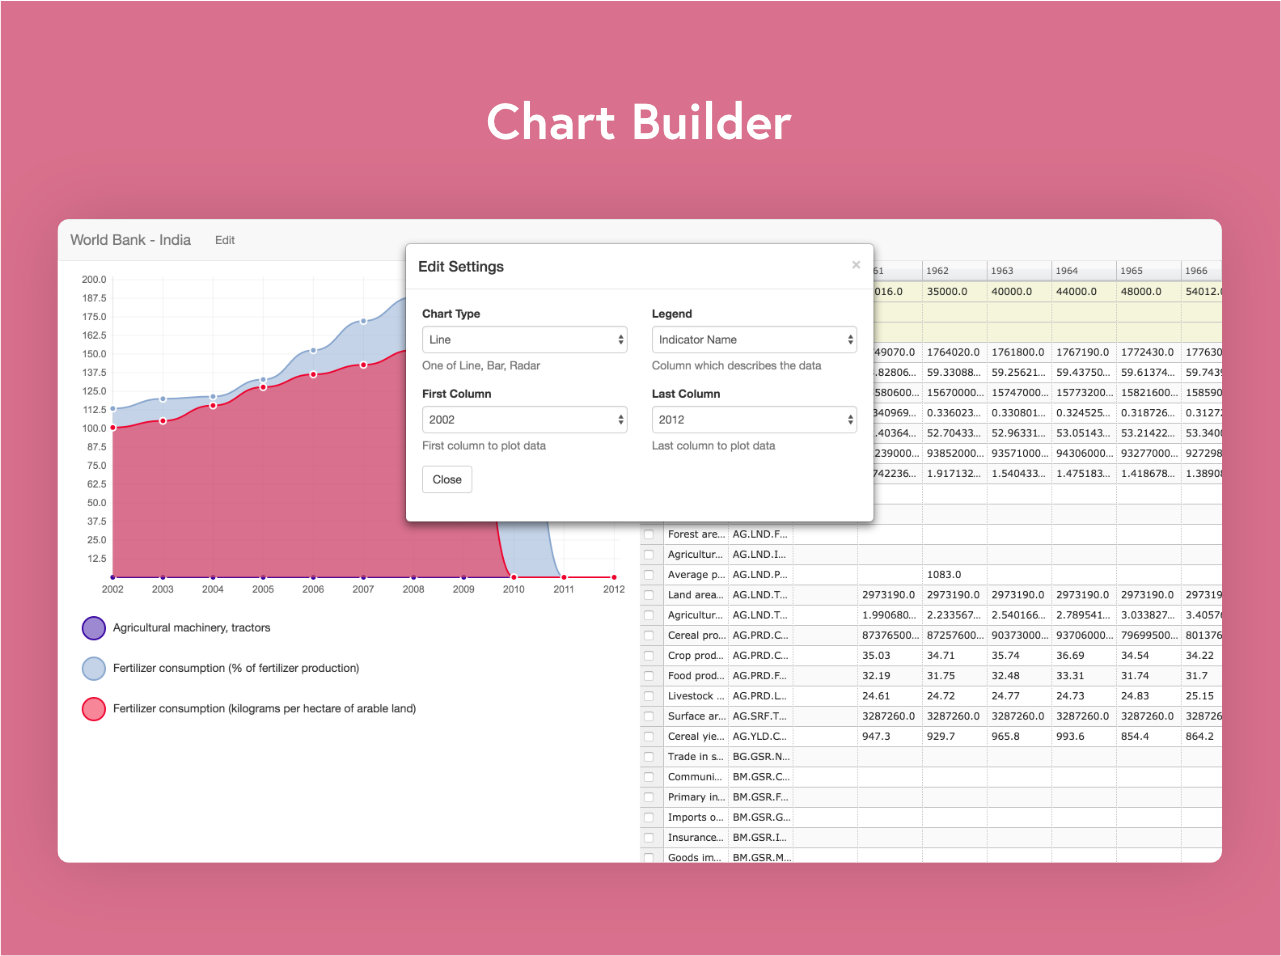 Chart Builder
World Bank - India Edit
Edit Settings ×
Chart Type Legend
Line Indicator Name
One of Line, Bar, Radar Column which describes the data
First Column Last Column
2002 2012
First column to plot data Last column to plot data
Close
200.0
187.5
175.0
162.5
150.0
137.5
125.0
112.5
100.0
87.5
75.0
62.5
50.0
37.5
25.0
12.5
2002 2003 2004 2005 2006 2007 2008 2009 2010 2011 2012
Agricultural machinery, tractors
Fertilizer consumption (% of fertilizer production)
Fertilizer consumption (kilograms per hectare of arable land)
61 1962 1963 1964 1965 1966
016.0 35000.0 40000.0 44000.0 48000.0 54012.
49070.0 1764020.0 1761800.0 1767190.0 1772430.0 177630
.82806... 59.33088... 59.25621... 59.43750... 59.61374... 59.743
580600... 15670000... 15747000... 15773200... 15821600... 158590
340969... 0.336023... 0.330801... 0.324525... 0.318726... 0.3127
.40364... 52.70433... 52.96331... 53.05143... 53.21422... 53.340
239000... 93852000... 93571000... 94306000... 93277000... 927298
742236... 1.917132... 1.540433... 1.475183... 1.418678... 1.3890
Forest are... AG.LND.F...
Agricultur... AG.LND.I...
Average p... AG.LND.P... 1083.0
Land area... AG.LND.T... 2973190.0 2973190.0 2973190.0 2973190.0 2973190.0 297319
Agricultur... AG.LND.T... 1.990680... 2.233567... 2.540166... 2.789541... 3.033827... 3.4057
Cereal pro... AG.PRD.C... 87376500... 87257600... 90373000... 93706000... 79699500... 801376
Crop prod... AG.PRD.C... 35.03 34.71 35.74 36.69 34.54 34.22
Food prod... AG.PRD.F... 32.19 31.75 32.48 33.31 31.74 31.7
Livestock ... AG.PRD.L... 24.61 24.72 24.77 24.73 24.83 25.15
Surface ar... AG.SRF.T... 3287260.0 3287260.0 3287260.0 3287260.0 3287260.0 328726
Cereal yie... AG.YLD.C... 947.3 929.7 965.8 993.6 854.4 864.2
Trade in s... BG.GSR.N...
Communi... BM.GSR.C...
Primary in... BM.GSR.F...
Imports o... BM.GSR.G...
Insurance... BM.GSR.I...
Goods im... BM.GSR.M...